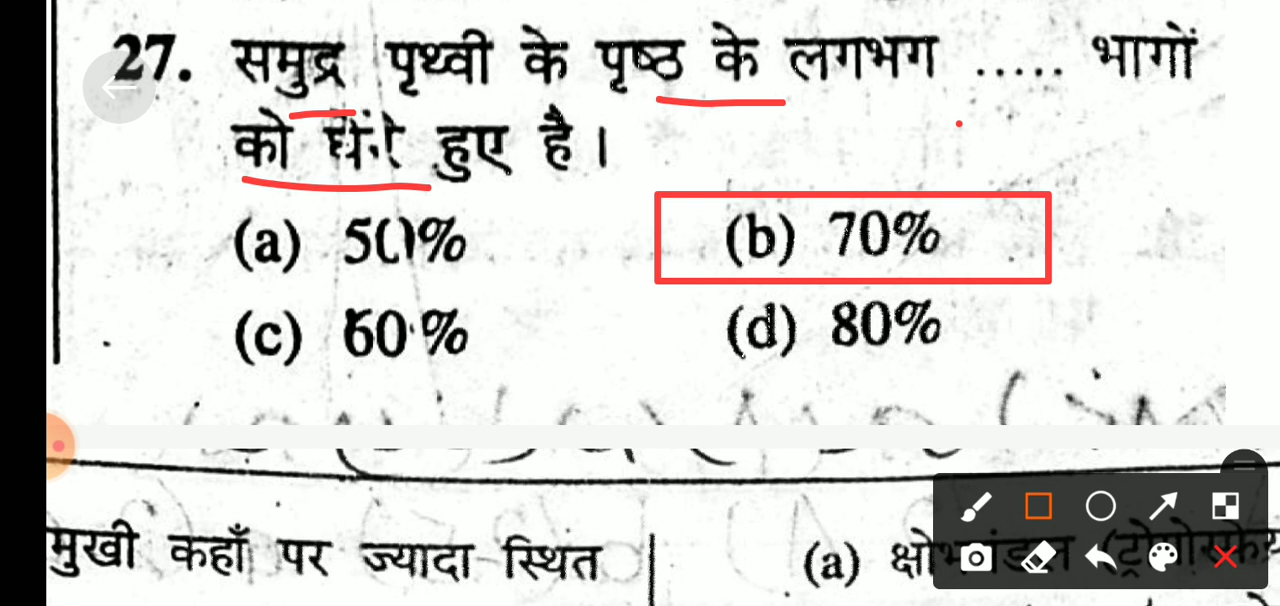 27. समुद्र पृथ्वी के पृष्ठ के लगभग ..... भागों
को घेरे हुए है।
(a) 50% (b) 70%
(c) 60% (d) 80%
मुखी कहाँ पर ज्यादा स्थित
(a)